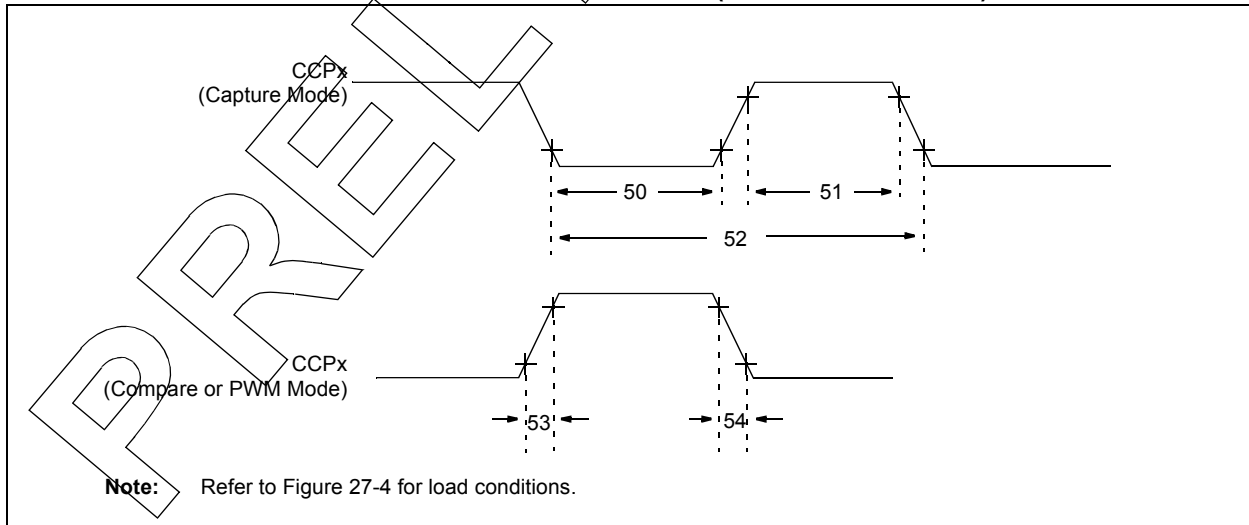 CCPx
(Capture Mode)
50
51
52
CCPx
(Compare or PWM Mode)
53
54
Note: Refer to Figure 27-4 for load conditions.
PREL